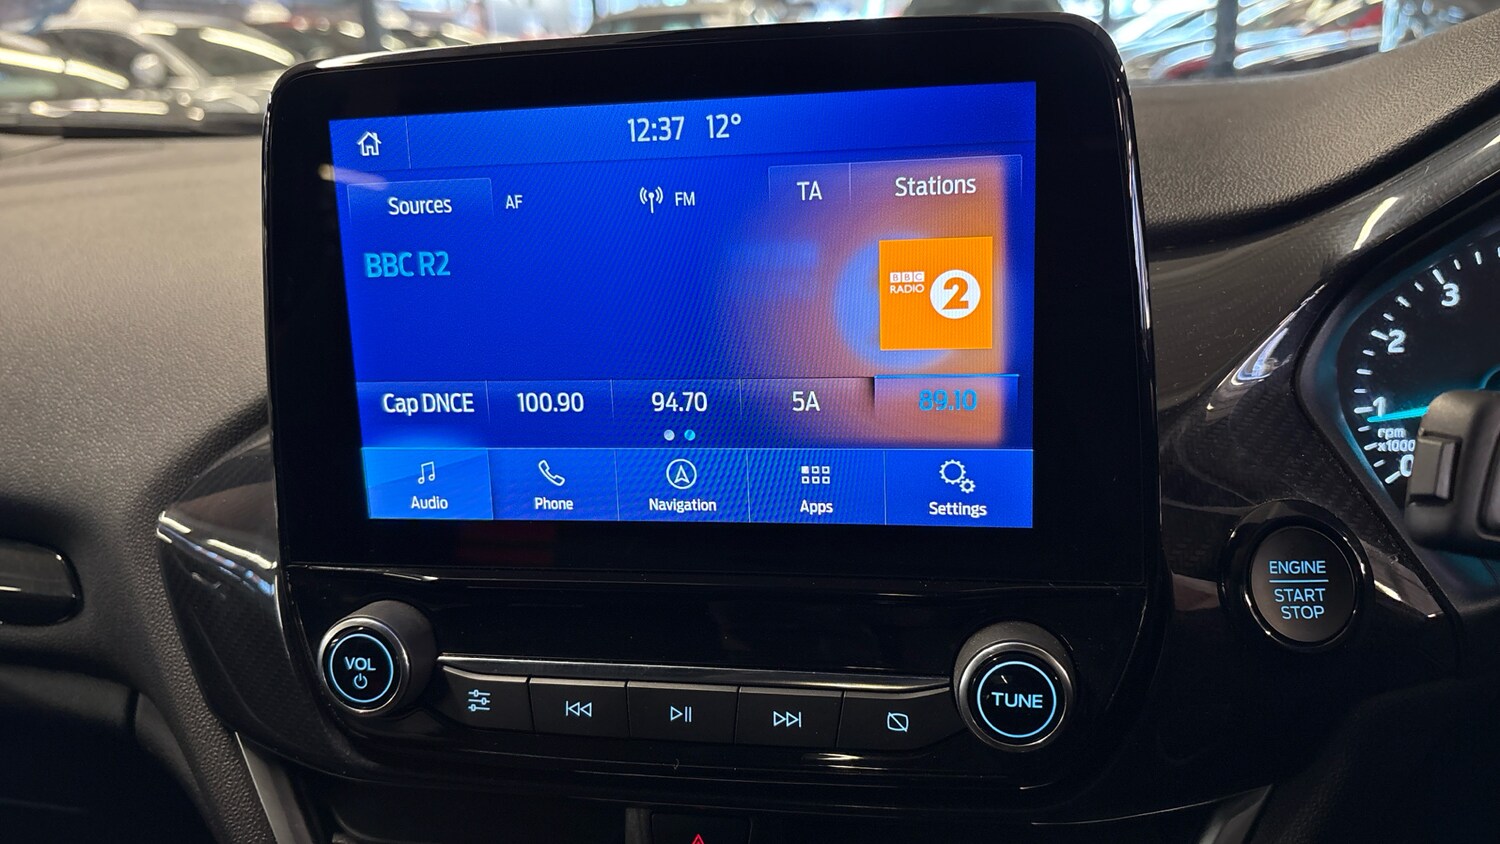 12:37 12°
Sources AF FM TA Stations
BBC R2
BBC
RADIO 2
Cap DNCE 100.90 94.70 5A 89.10
Audio Phone Navigation Apps Settings
VOL
TUNE
ENGINE
START
STOP
3
2
1
rpm
x1000
0